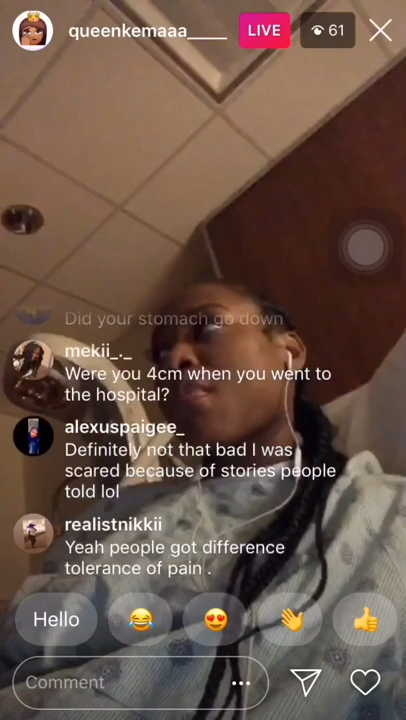 queenkemaaa_____
LIVE
61
Did your stomach go down
mekii_._
Were you 4cm when you went to
the hospital?
alexuspaigee_
Definitely not that bad I was
scared because of stories people
told lol
realistnikkii
Yeah people got difference
tolerance of pain .
Hello 😂 😍 👋 👍
Comment